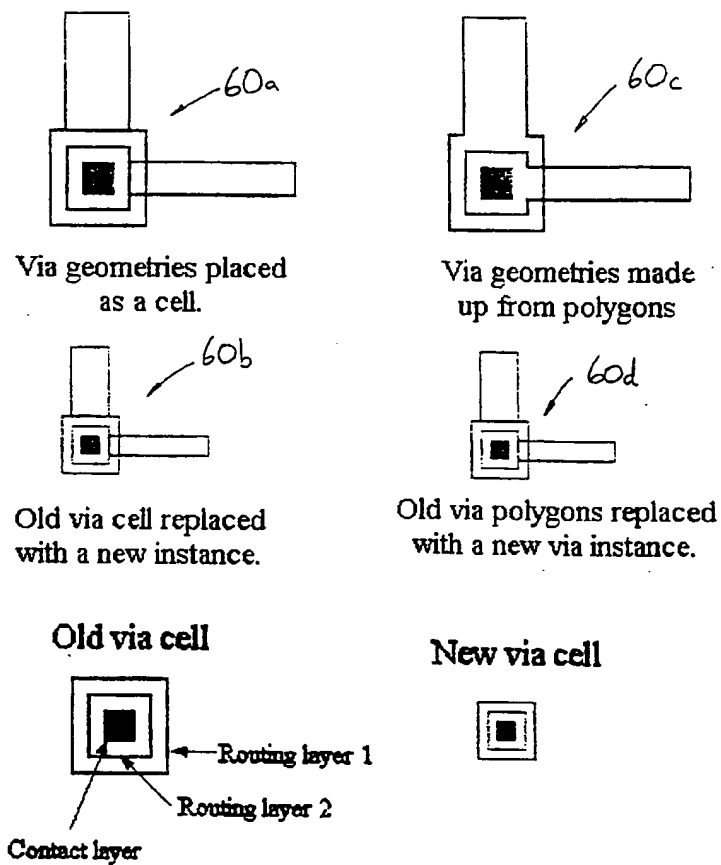 60a
60c
Via geometries placed
as a cell.
Via geometries made
up from polygons
60b
60d
Old via cell replaced
with a new instance.
Old via polygons replaced
with a new via instance.
Old via cell
New via cell
Routing layer 1
Routing layer 2
Contact layer